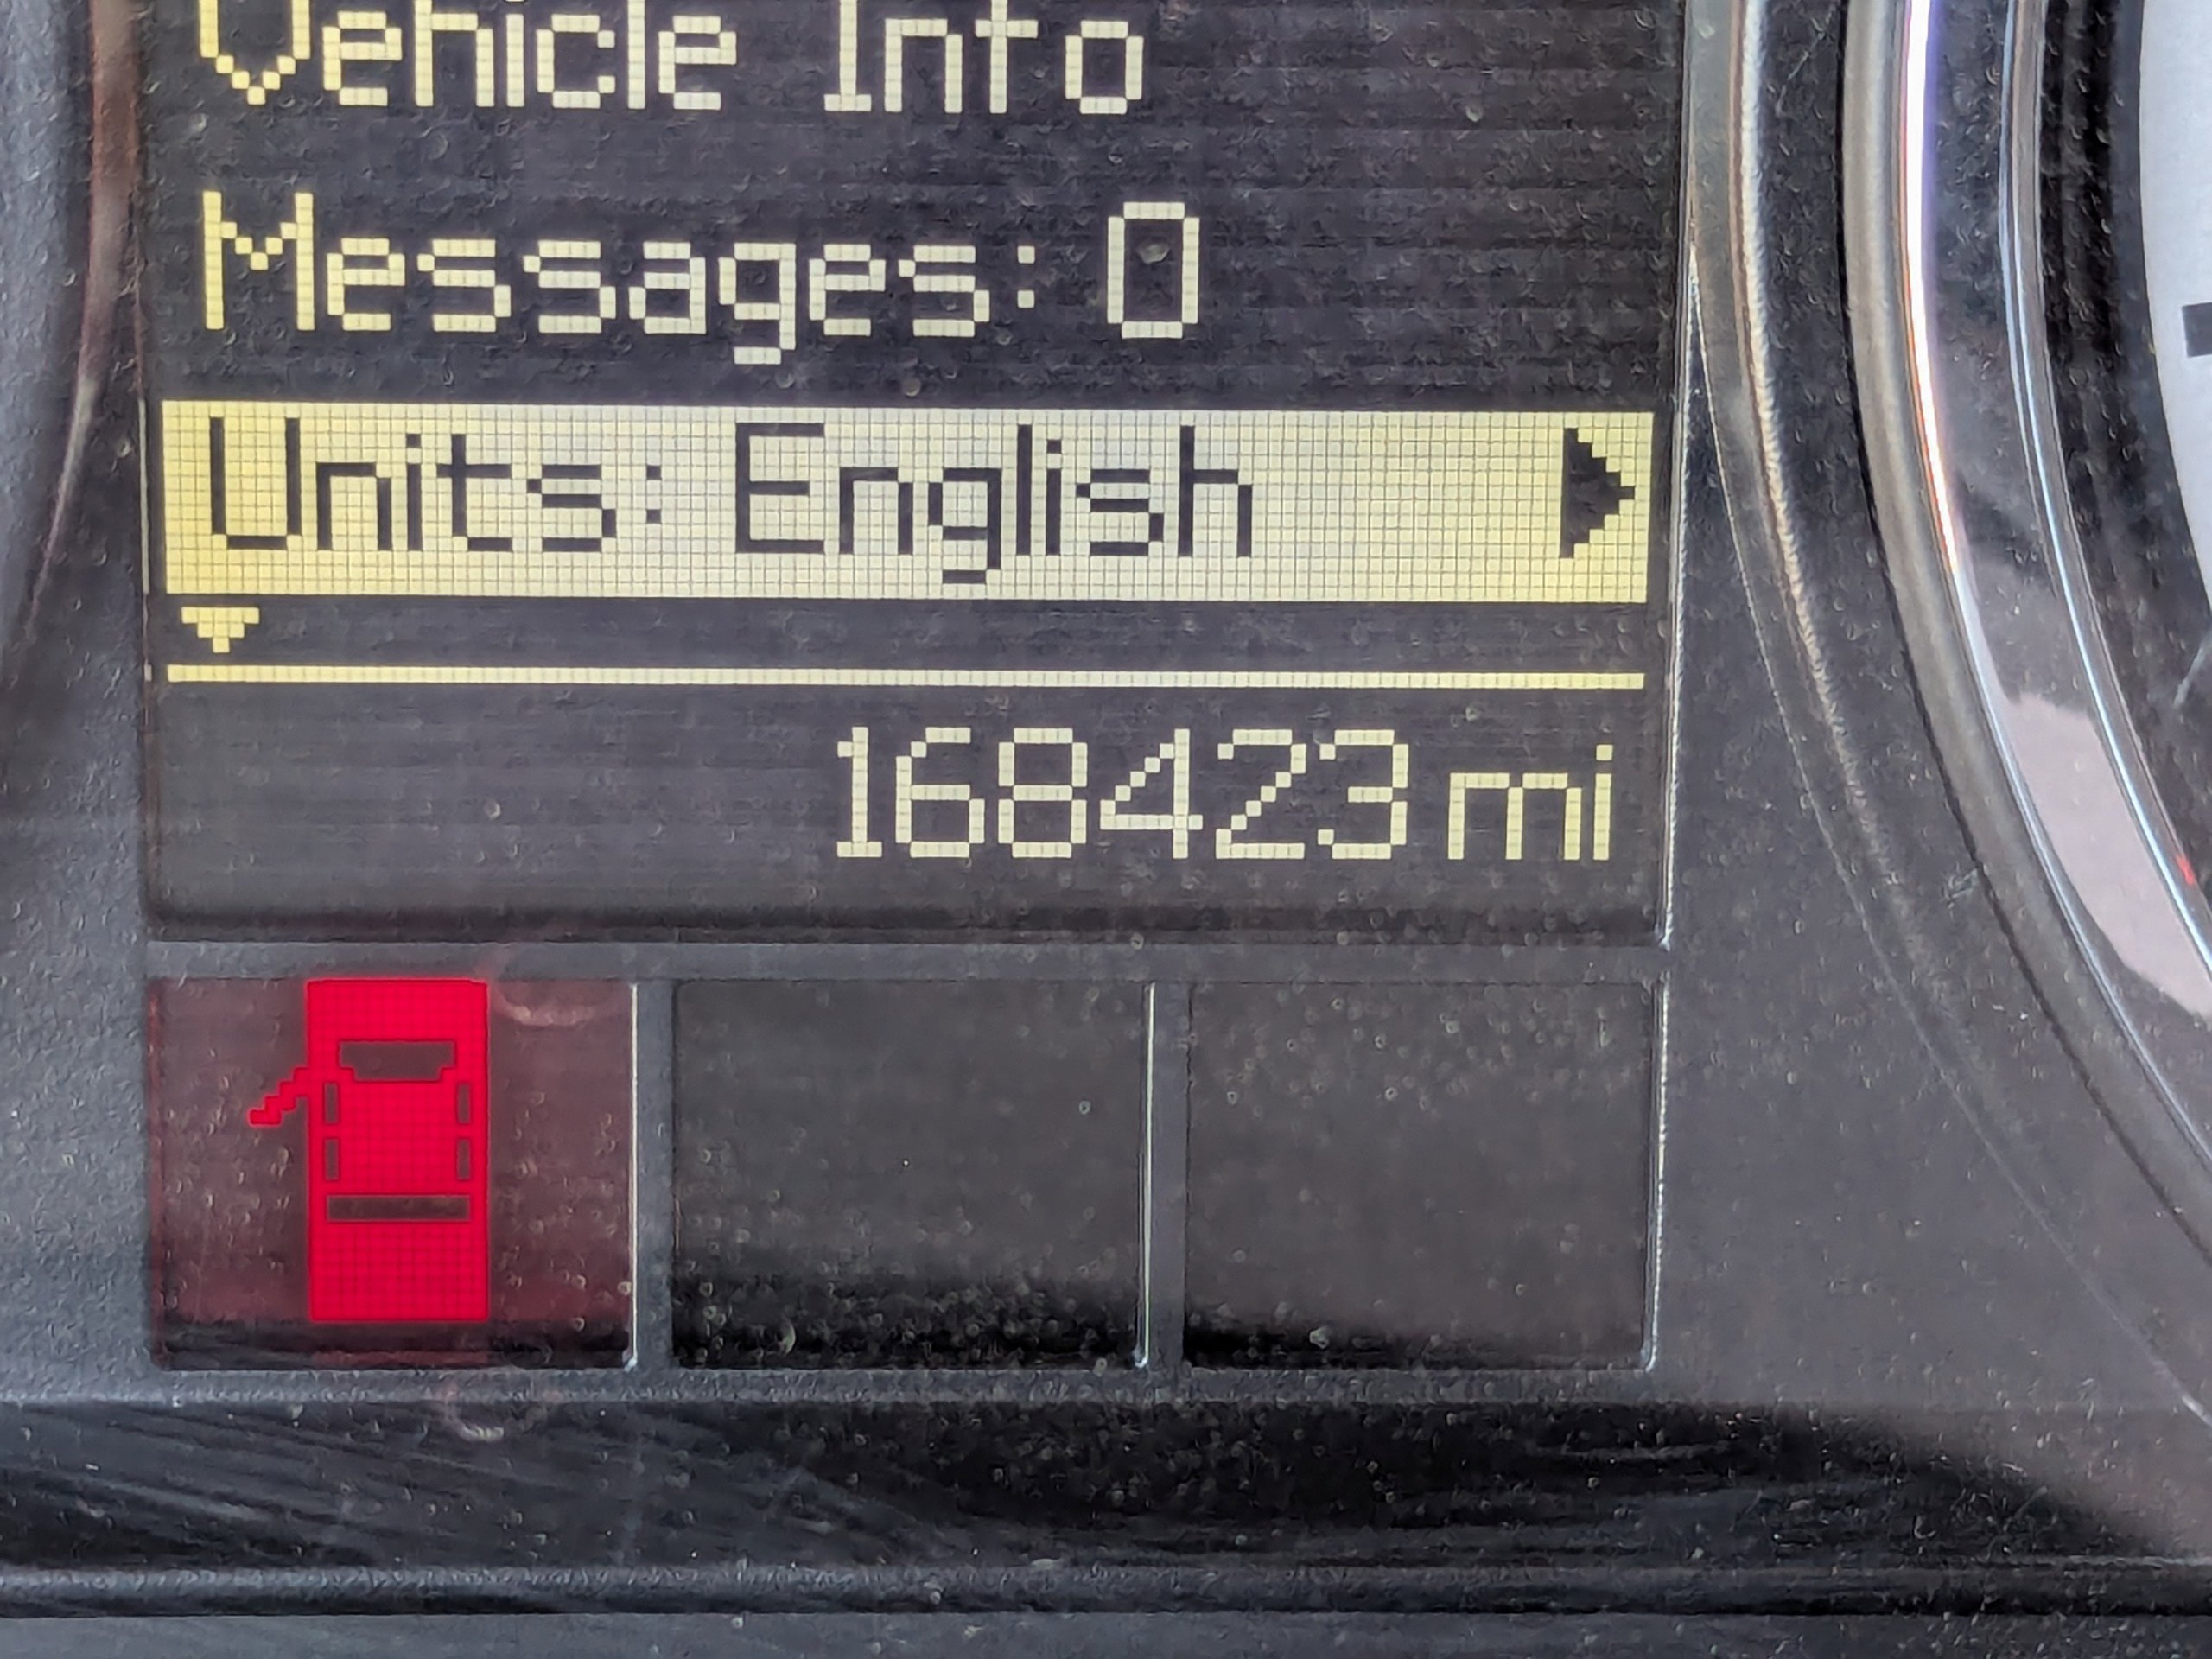 Vehicle Info
Messages: 0
Units: English
168423 mi